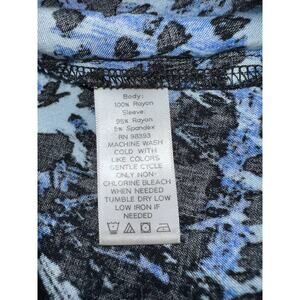 Body:
100% Rayon
Sleeve:
95% Rayon
5% Spandex
RN 98393
MACHINE WASH
COLD WITH
LIKE COLORS
GENTLE CYCLE
ONLY NON-
CHLORINE BLEACH
WHEN NEEDED
TUMBLE DRY LOW
LOW IRON IF
NEEDED